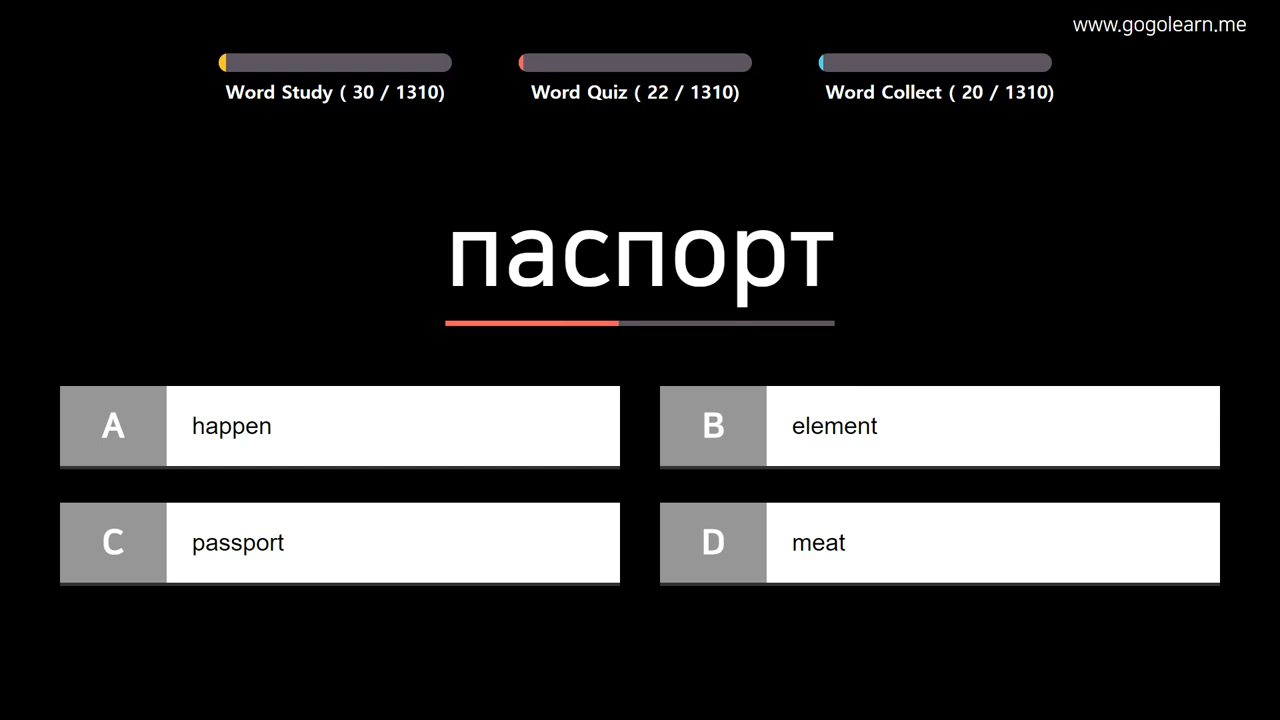 www.gogolearn.me
Word Study ( 30 / 1310)
Word Quiz ( 22 / 1310)
Word Collect ( 20 / 1310)
паспорт
A happen
B element
C passport
D meat